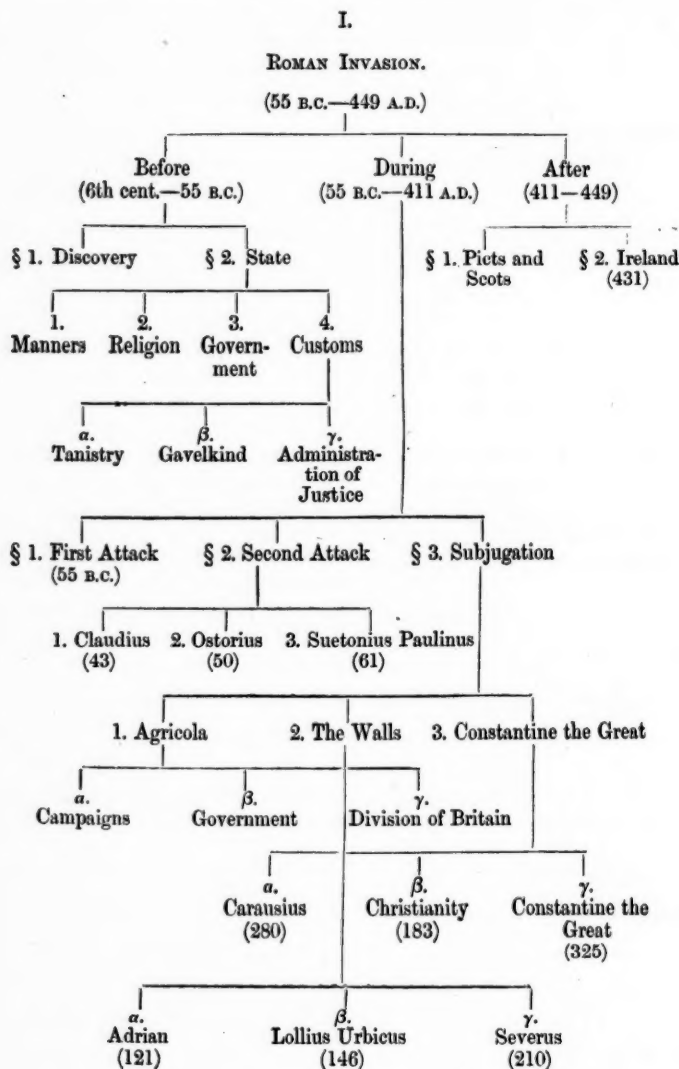 I.
ROMAN INVASION.
(55 B.C.—449 A.D.)
Before During After
(6th cent.—55 B.C.) (55 B.C.—411 A.D.) (411—449)
§ 1. Discovery § 2. State § 1. Picts and § 2. Ireland
Scots (431)
1. 2. 3. 4.
Manners Religion Govern- Customs
ment
α. β. γ.
Tanistry Gavelkind Administra-
tion of
Justice
§ 1. First Attack § 2. Second Attack § 3. Subjugation
(55 B.C.)
1. Claudius 2. Ostorius 3. Suetonius Paulinus
(43) (50) (61)
1. Agricola 2. The Walls 3. Constantine the Great
α. β. γ.
Campaigns Government Division of Britain
α. β. γ.
Carausius Christianity Constantine the
(280) (183) Great
(325)
α. β. γ.
Adrian Lollius Urbicus Severus
(121) (146) (210)